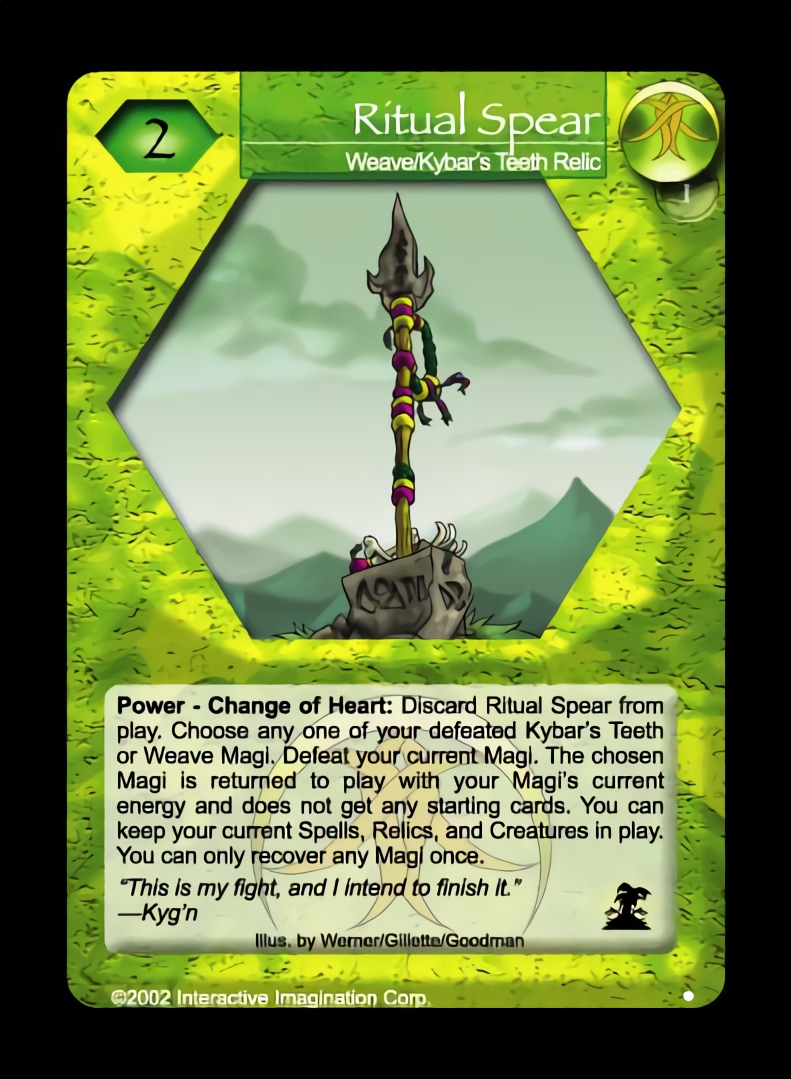 2
Ritual Spear
Weave/Kybar's Teeth Relic
1
Power - Change of Heart: Discard Ritual Spear from
play. Choose any one of your defeated Kybar's Teeth
or Weave Magi. Defeat your current Magi. The chosen
Magi is returned to play with your Magi's current
energy and does not get any starting cards. You can
keep your current Spells, Relics, and Creatures in play.
You can only recover any Magi once.
"This is my fight, and I intend to finish it."
—Kyg'n
Illus. by Werner/Gillette/Goodman
©2002 Interactive Imagination Corp.